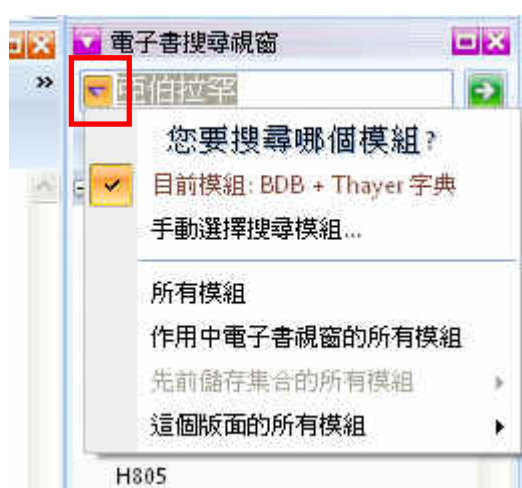 電子書搜尋視窗
»
亞伯拉罕
您要搜尋哪個模組?
目前模組: BDB + Thayer 字典
手動選擇搜尋模組...
所有模組
作用中電子書視窗的所有模組
先前儲存集合的所有模組
這個版面的所有模組
H805